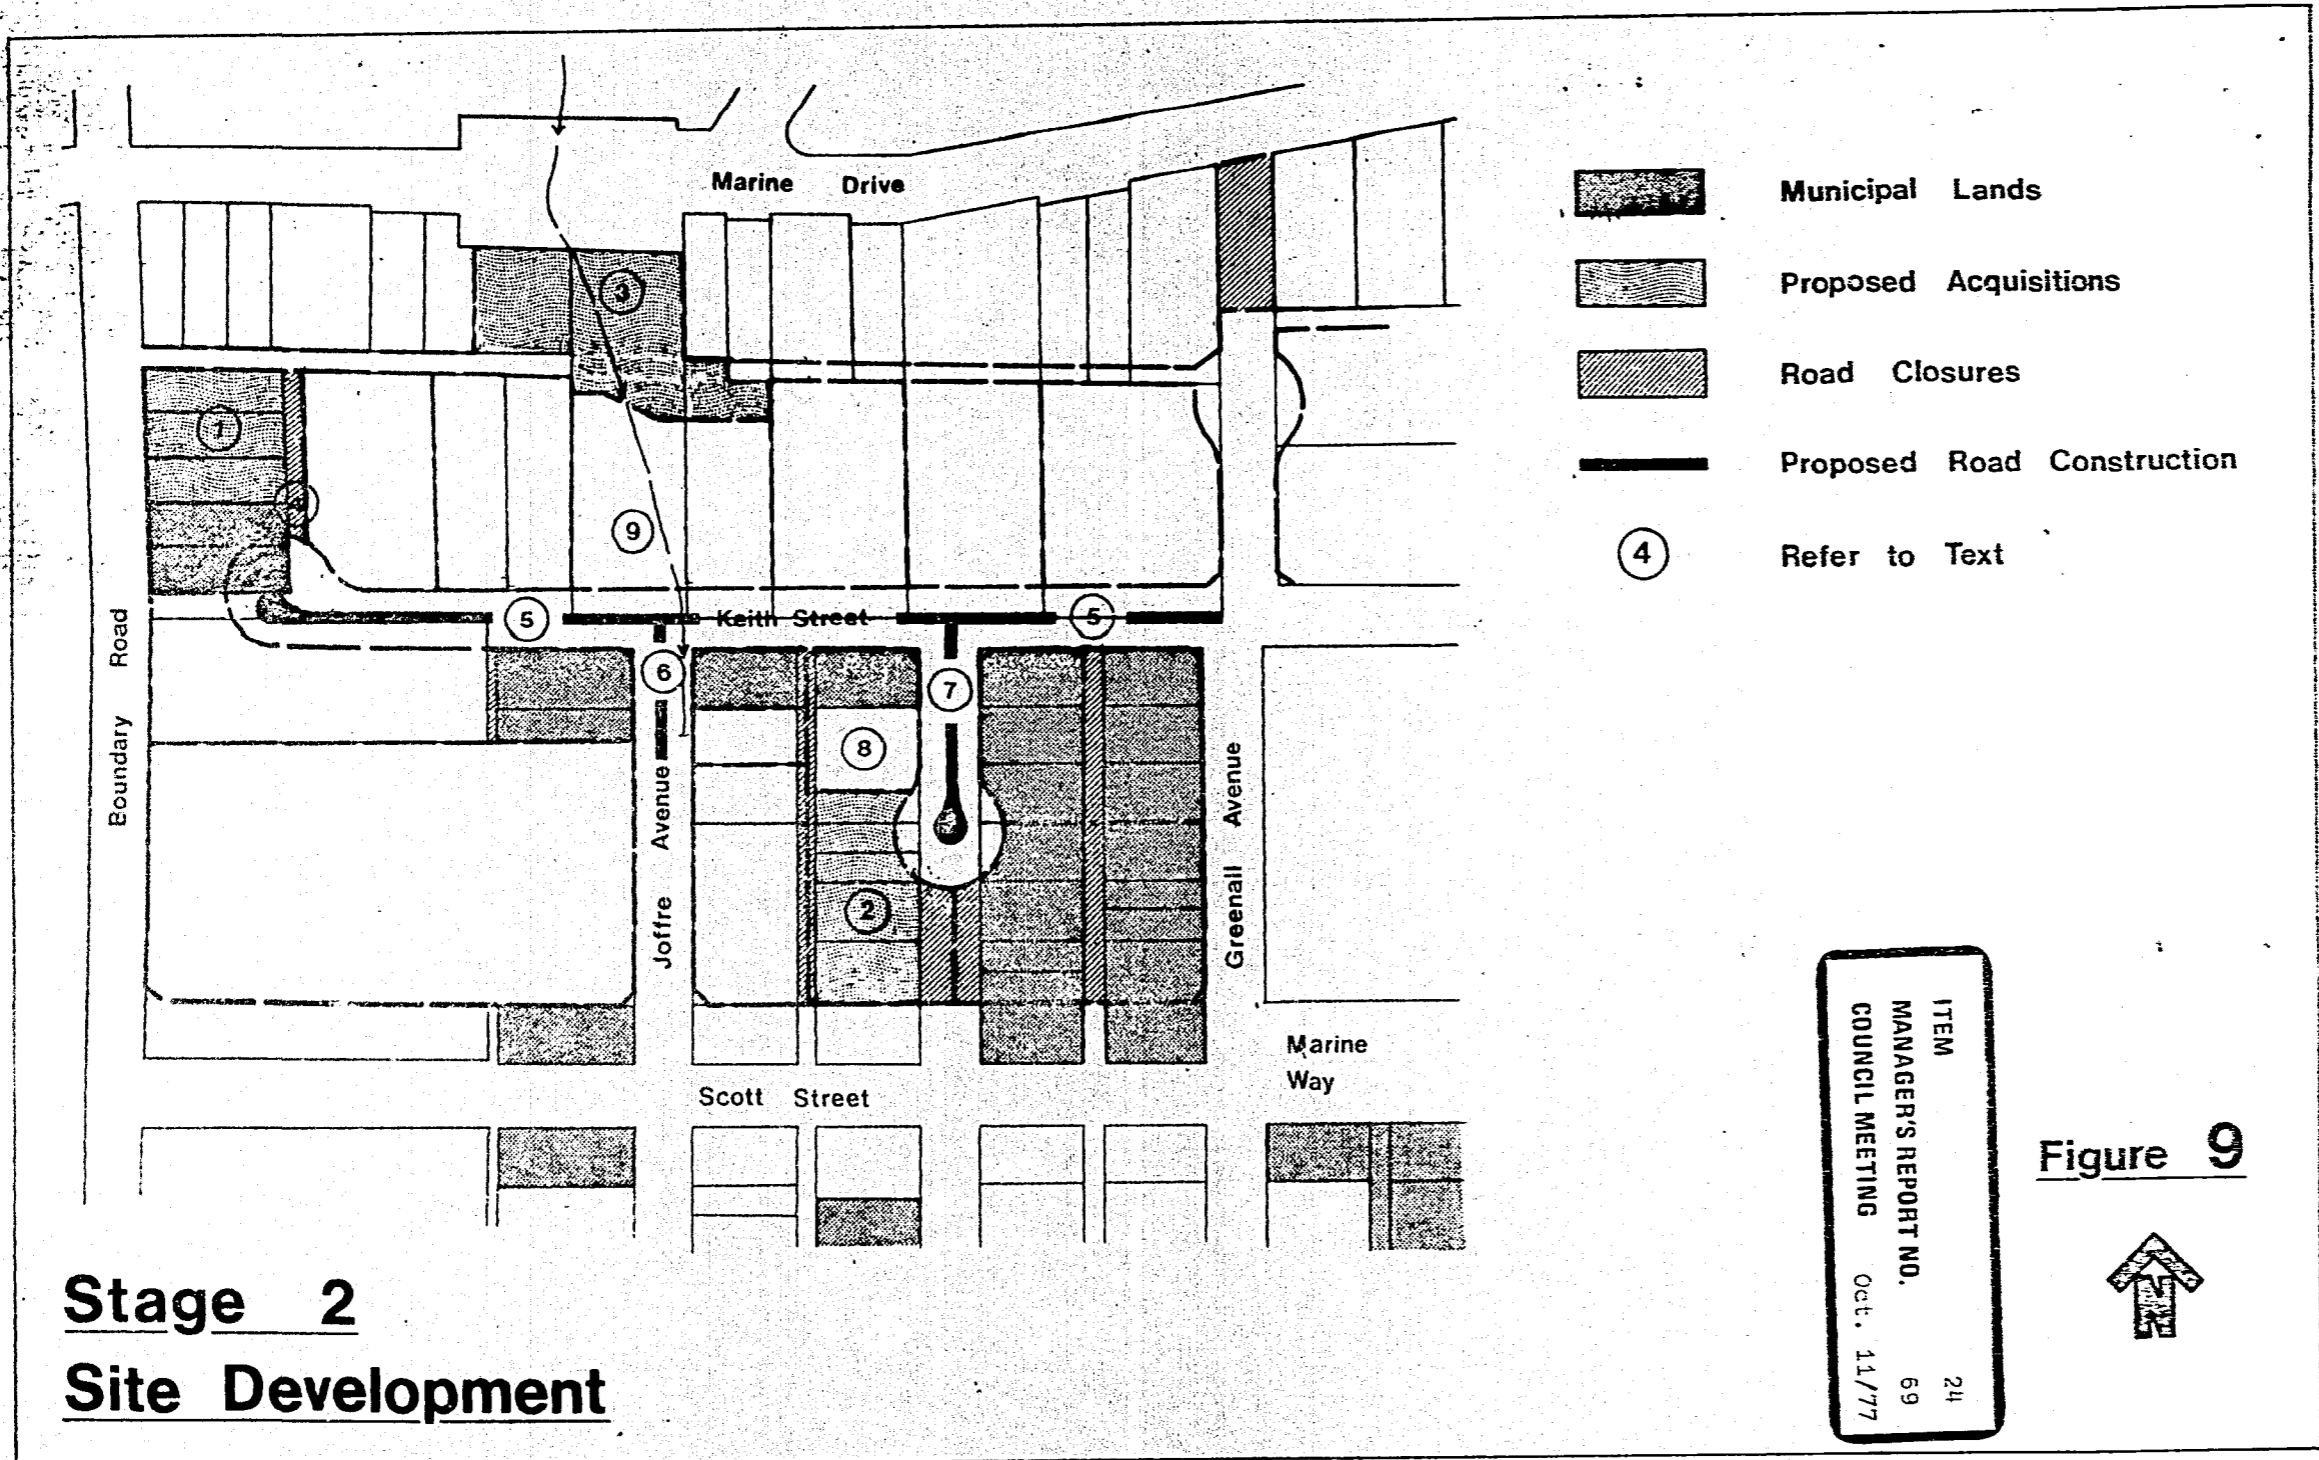 Marine Drive
Municipal Lands
Proposed Acquisitions
Road Closures
Proposed Road Construction
4 Refer to Text
3
1
9
5 Keith Street 5
6
7
8
2
Boundary Road
Joffre Avenue
Greenall Avenue
Marine
Way
Scott Street
ITEM 24
MANAGER'S REPORT NO. 69
COUNCIL MEETING Oct. 11/77
Figure 9
N
Stage 2
Site Development